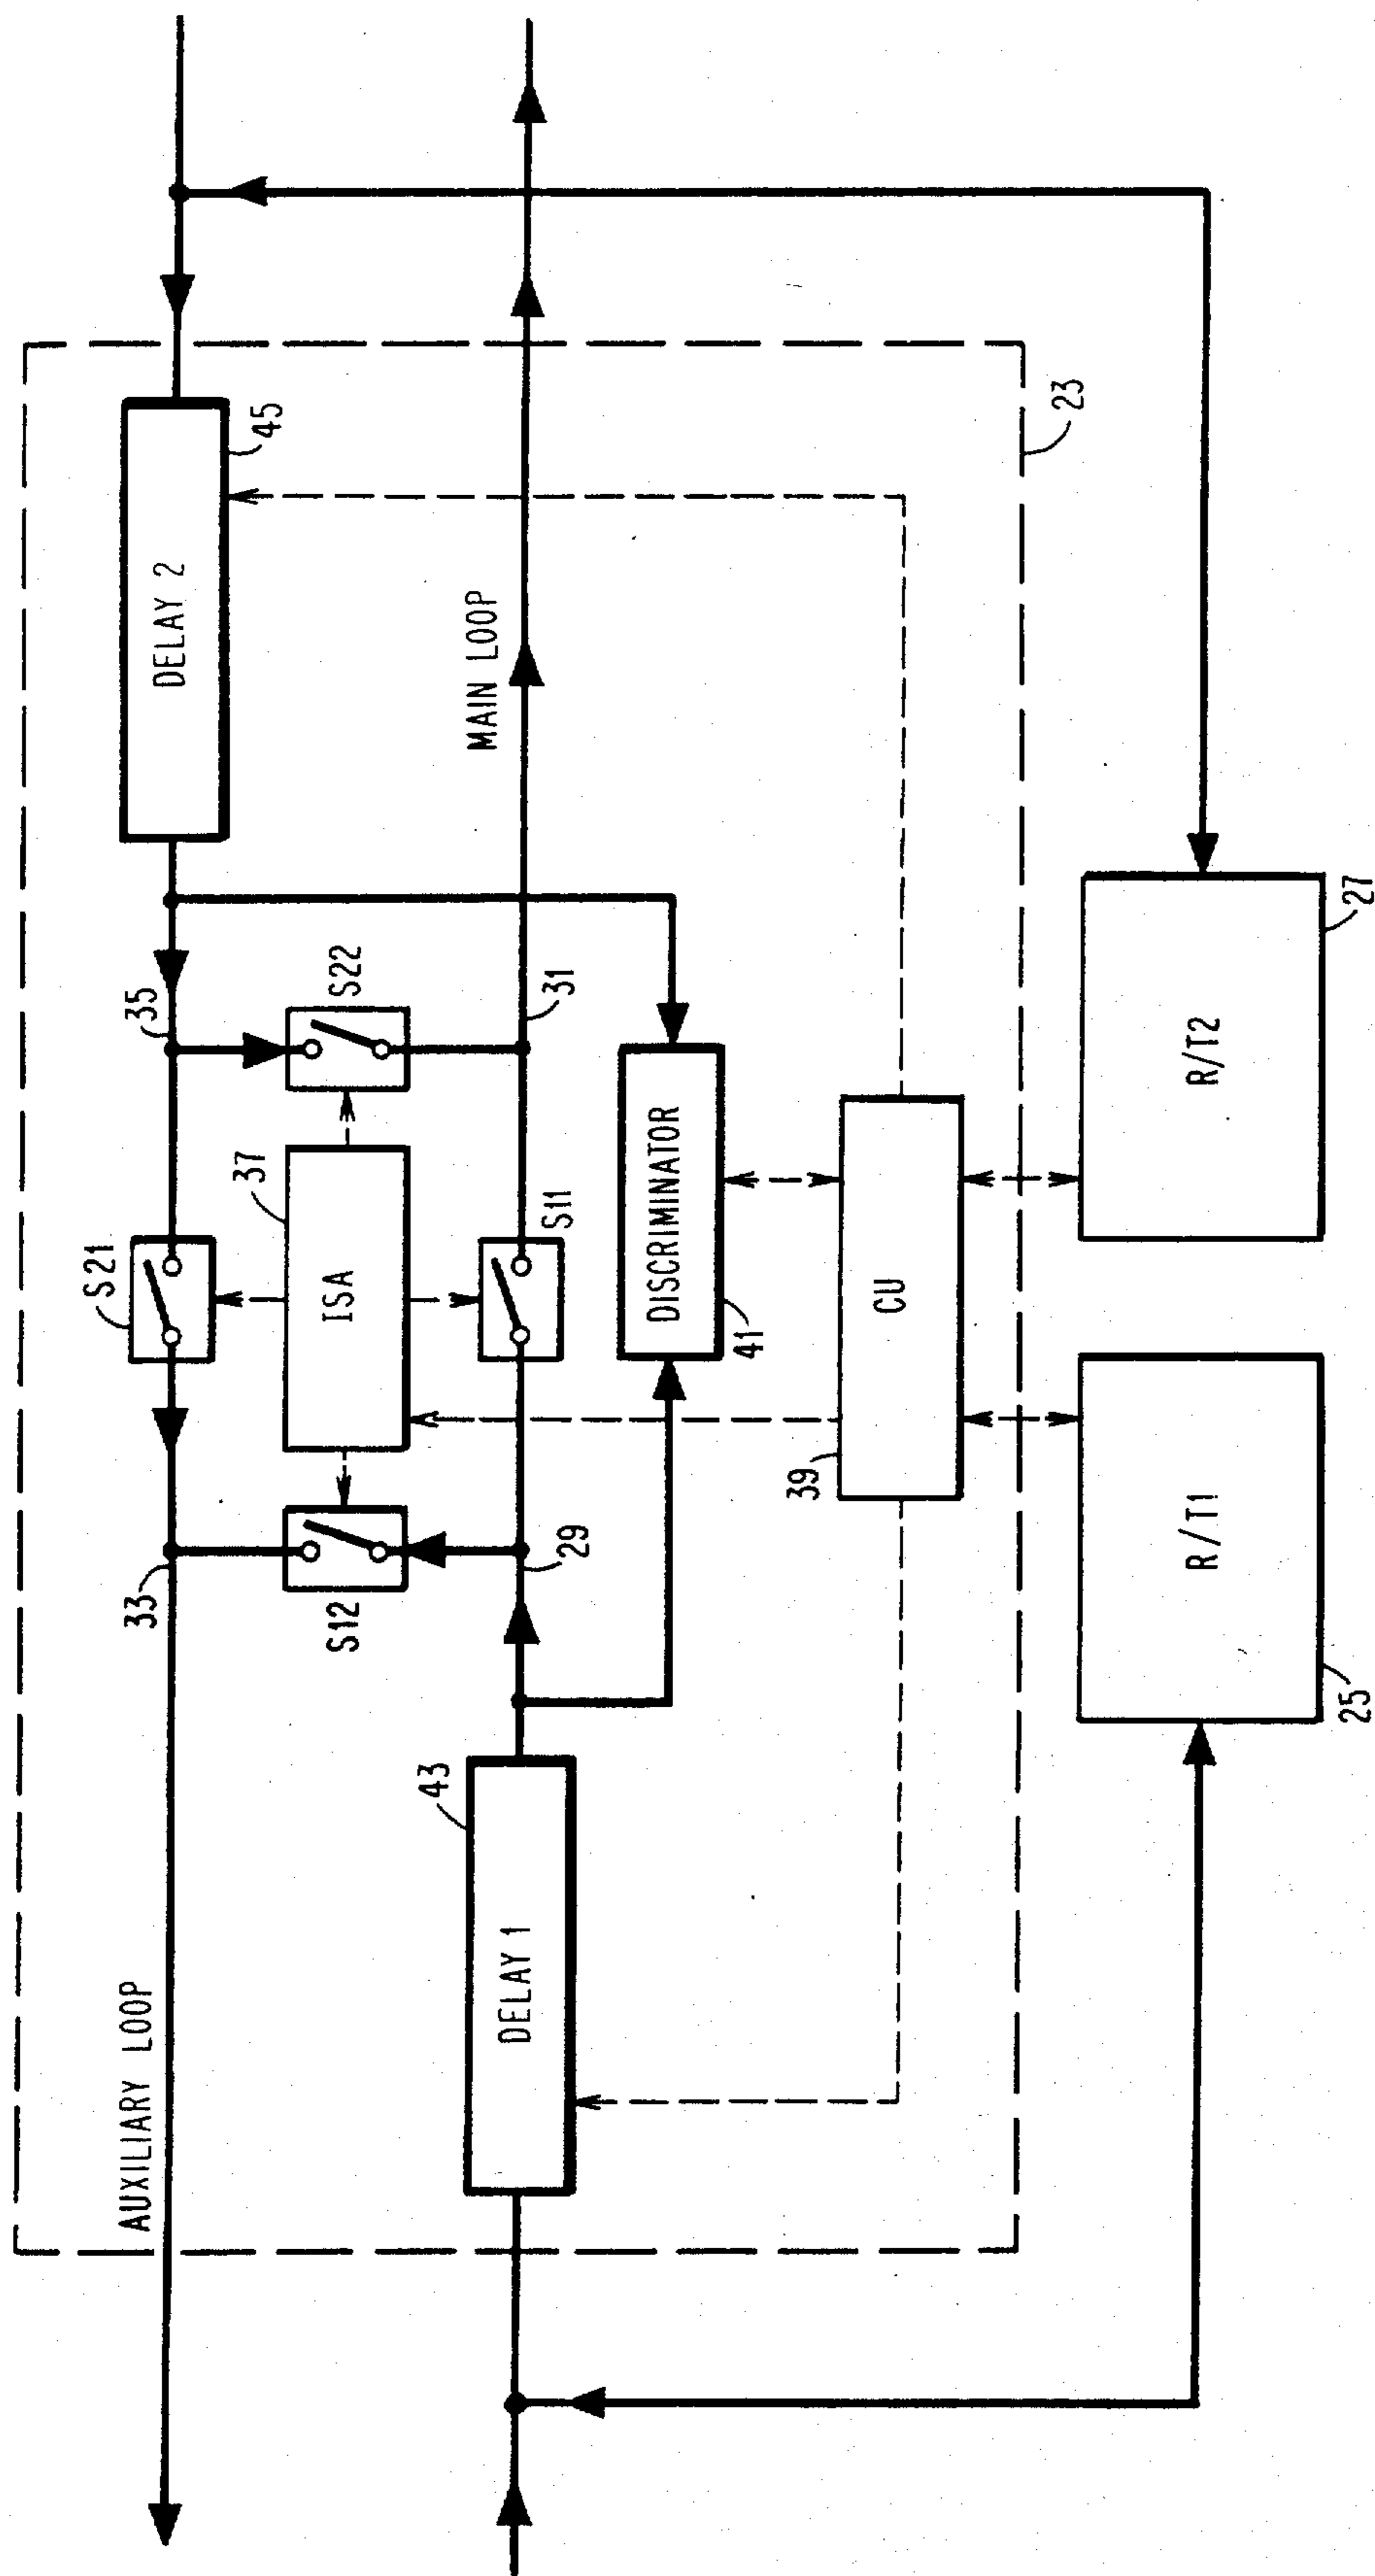 AUXILIARY LOOP
33
S21
35
DELAY 2
45
S12
ISA
37
S22
43
DELAY 1
29
S11
31
MAIN LOOP
DISCRIMINATOR
41
39
CU
23
R/T1
25
R/T2
27